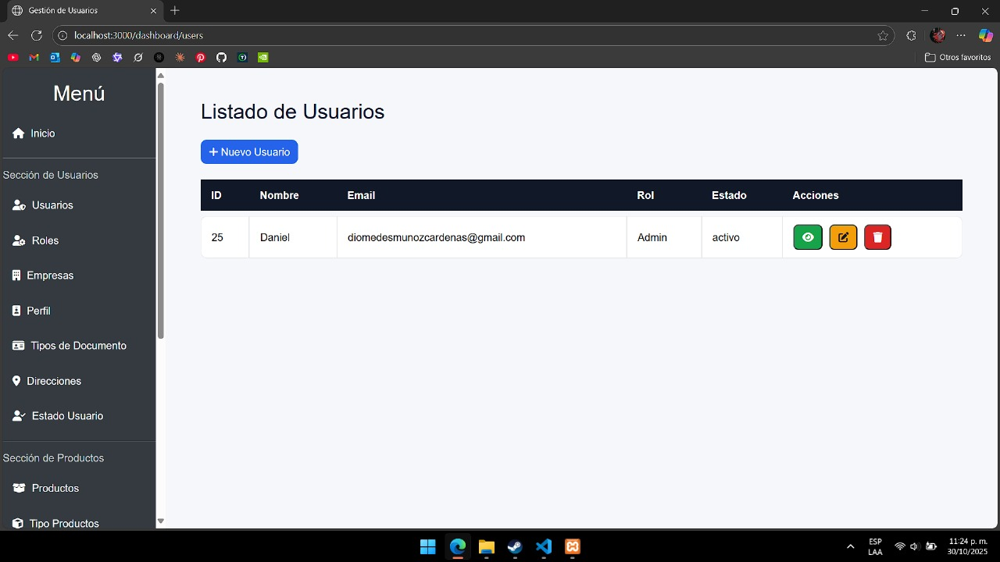 Gestión de Usuarios
localhost:3000/dashboard/users
Otros favoritos
Menú
Inicio
Sección de Usuarios
Usuarios
Roles
Empresas
Perfil
Tipos de Documento
Direcciones
Estado Usuario
Sección de Productos
Productos
Tipo Productos
Listado de Usuarios
+ Nuevo Usuario
ID Nombre Email Rol Estado Acciones
25 Daniel diomedesmunozcardenas@gmail.com Admin activo
ESP
LAA
11:24 p. m.
30/10/2025